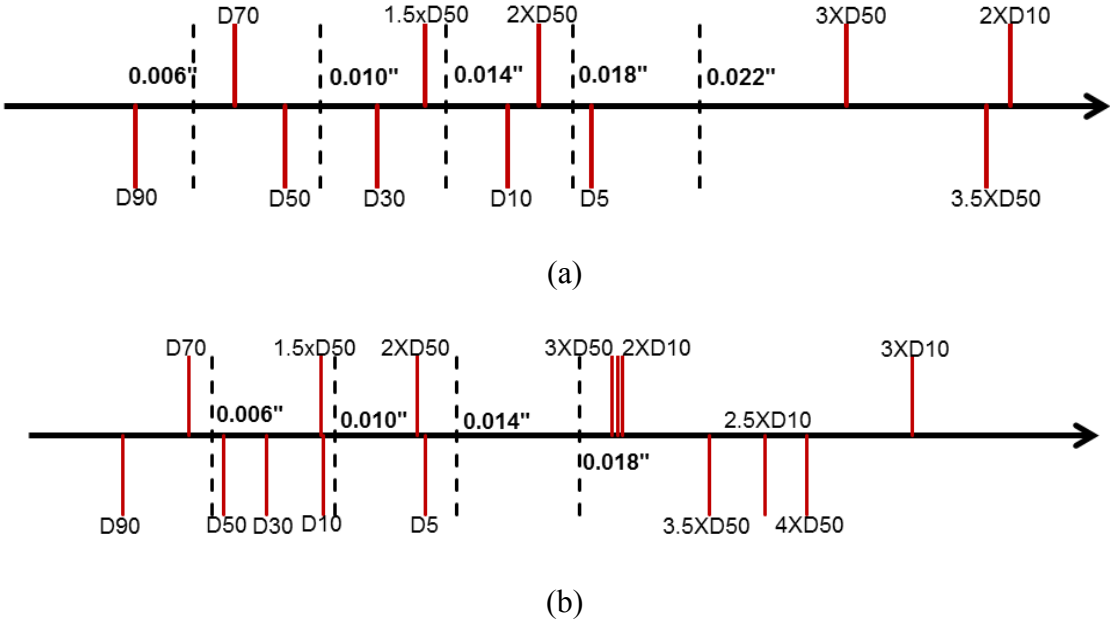 D70 1.5xD50 2XD50 3XD50 2XD10
0.006" 0.010" 0.014" 0.018" 0.022"
D90 D50 D30 D10 D5 3.5XD50
(a)
D70 1.5xD50 2XD50 3XD50 2XD10 3XD10
0.006" 0.010" 0.014" 2.5XD10
0.018"
D90 D50 D30 D10 D5 3.5XD50 4XD50
(b)